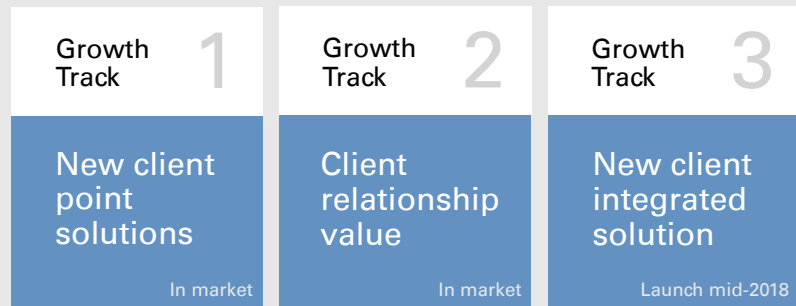 Growth
Track
1
New client
point
solutions
In market
Growth
Track
2
Client
relationship
value
In market
Growth
Track
3
New client
integrated
solution
Launch mid-2018